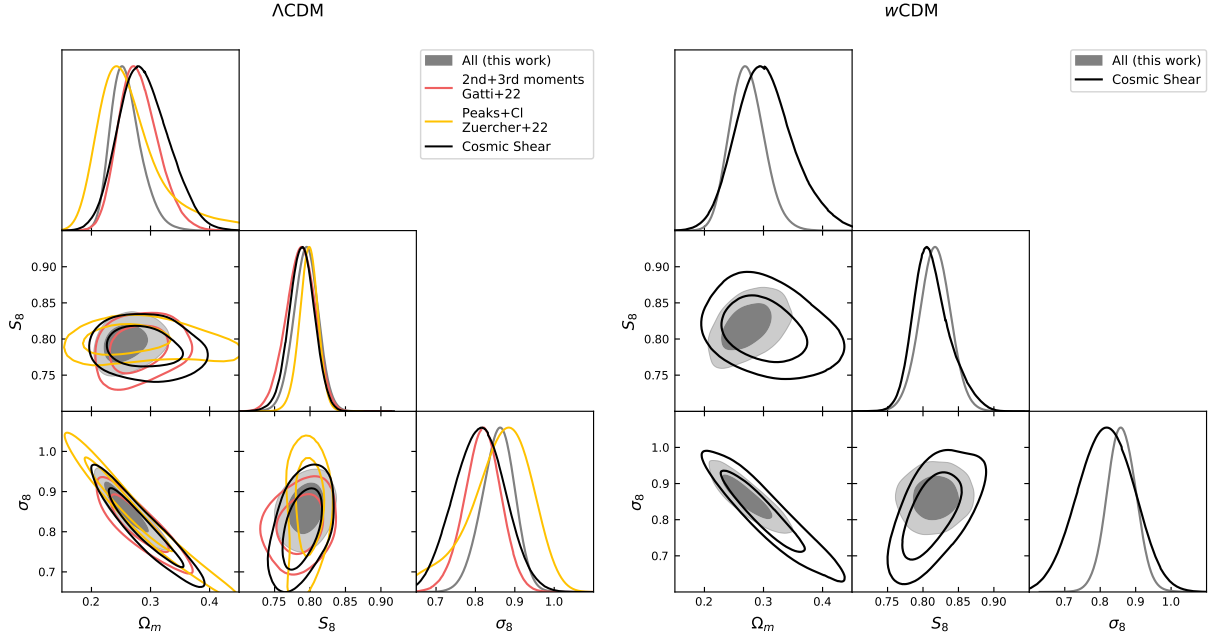 ΛCDM
All (this work)
2nd+3rd moments
Gatti+22
Peaks+Cl
Zuercher+22
Cosmic Shear
0.90
0.85
0.80
0.75
S₈
1.0
0.9
0.8
0.7
σ₈
0.2
0.3
0.4
Ωₘ
0.75
0.80
0.85
0.90
S₈
0.7
0.8
0.9
1.0
σ₈
wCDM
All (this work)
Cosmic Shear
0.90
0.85
0.80
0.75
S₈
1.0
0.9
0.8
0.7
σ₈
0.2
0.3
0.4
Ωₘ
0.75
0.80
0.85
0.90
S₈
0.7
0.8
0.9
1.0
σ₈